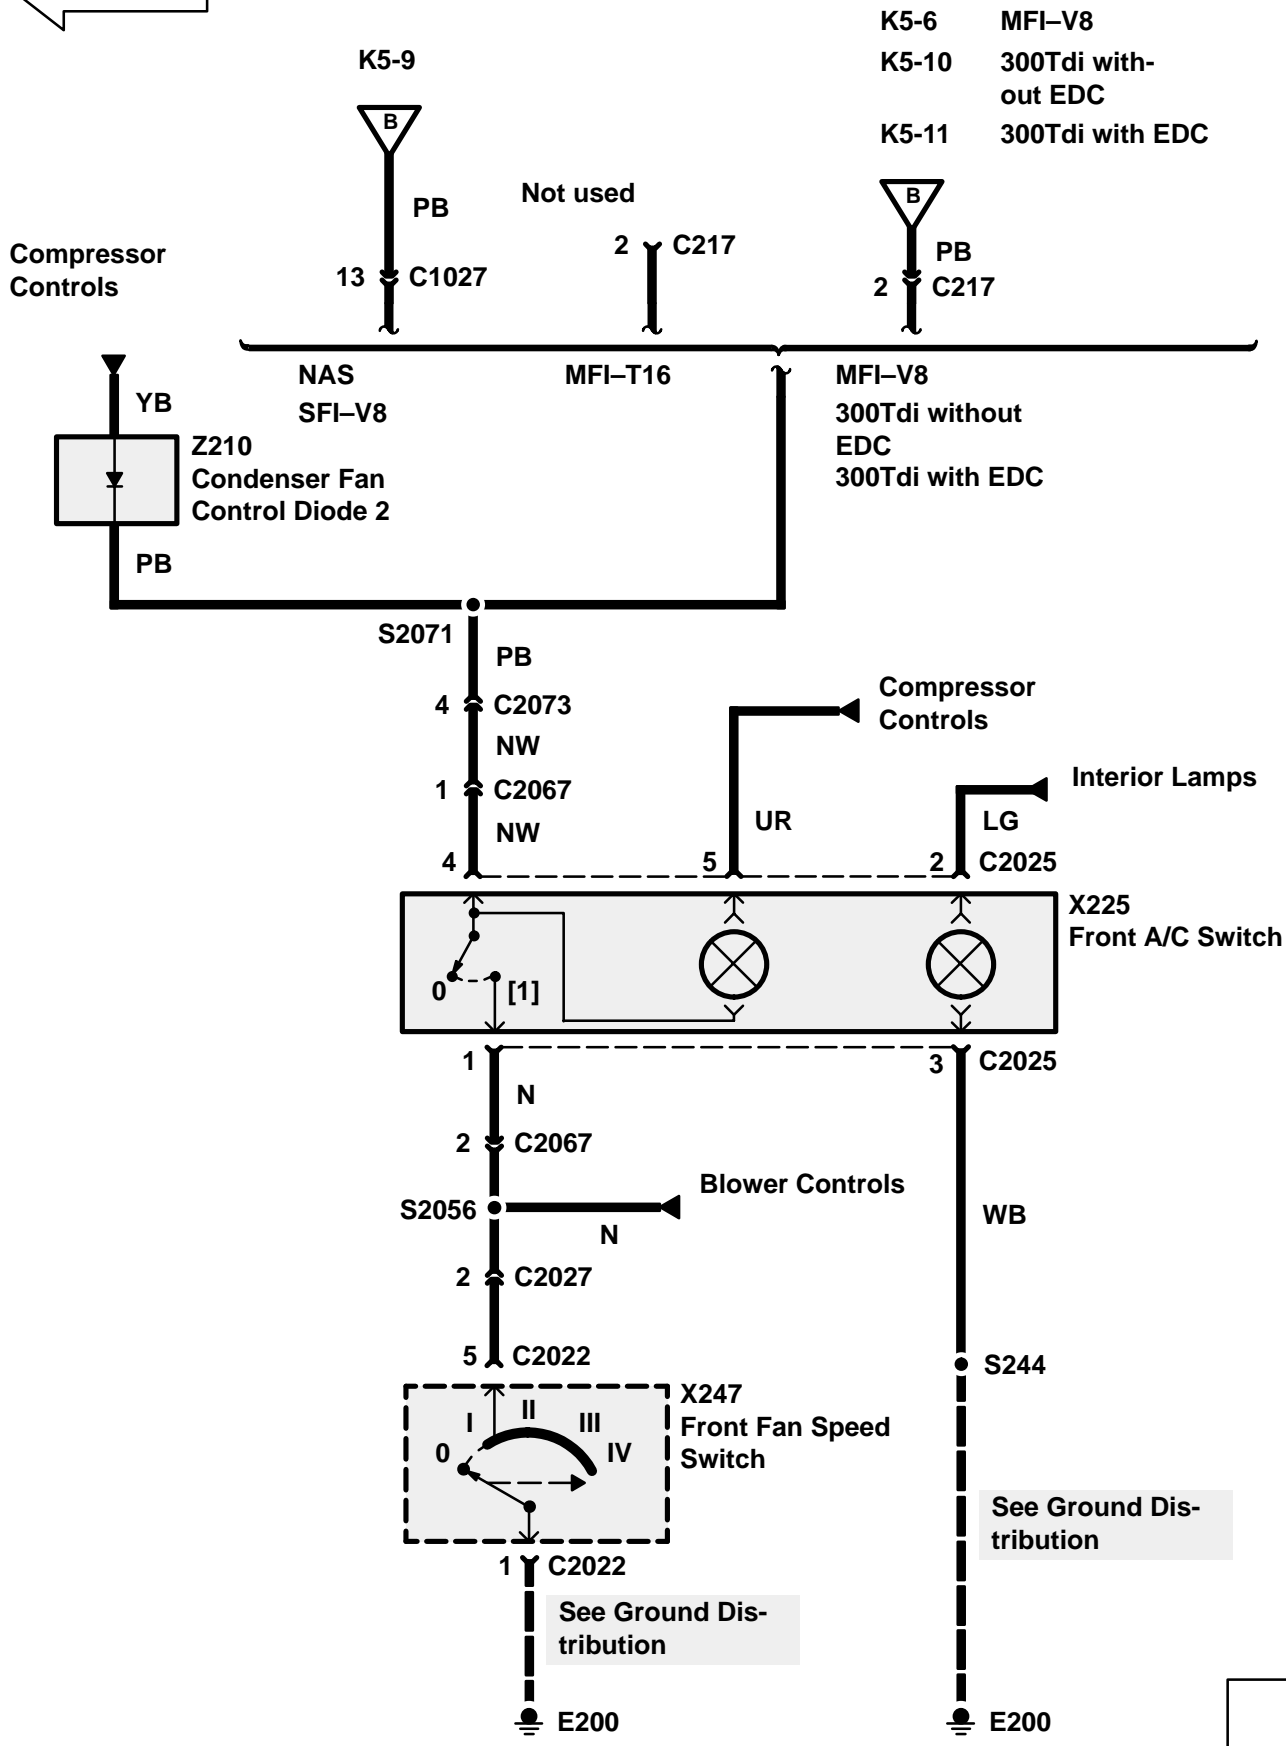 K5-6 MFI–V8
K5-9
K5-10 300Tdi with-
out EDC
K5-11 300Tdi with EDC
B
B
Not used
PB
2 C217
PB
Compressor
Controls
13 C1027
2 C217
NAS
SFI–V8
MFI–T16
MFI–V8
300Tdi without
EDC
300Tdi with EDC
YB
Z210
Condenser Fan
Control Diode 2
PB
S2071
PB
4 C2073
NW
1 C2067
NW
Compressor
Controls
Interior Lamps
UR
LG
4
5
2 C2025
X225
Front A/C Switch
0
[1]
1
3 C2025
N
2 C2067
Blower Controls
S2056
N
WB
2 C2027
5 C2022
S244
X247
Front Fan Speed
Switch
I
II
III
IV
0
See Ground Dis-
tribution
1 C2022
See Ground Dis-
tribution
E200
E200